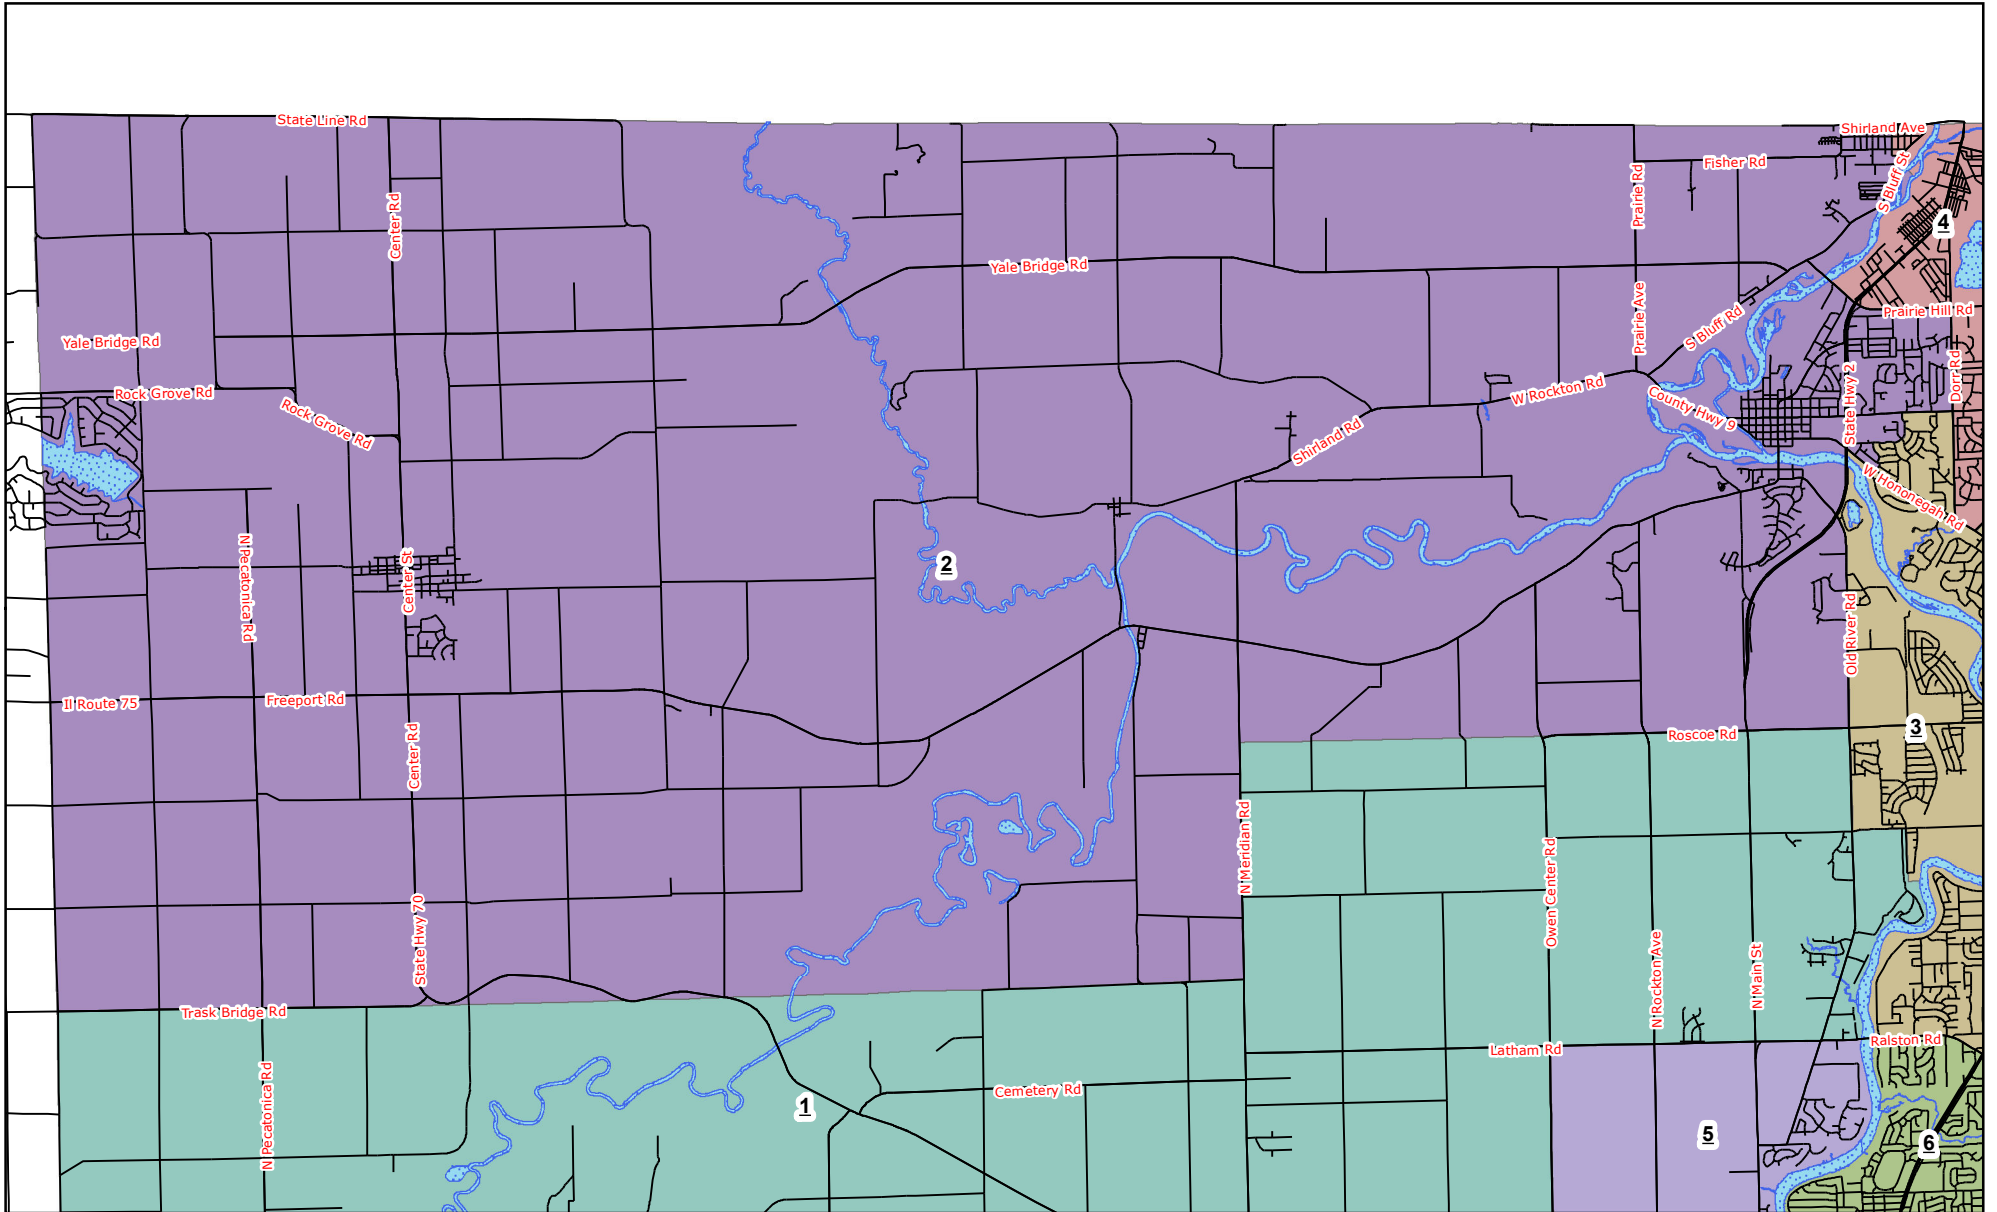 State Line Rd
Shirland Ave
Fisher Rd
S Bluff St
Prairie Rd
Center Rd
4
Yale Bridge Rd
Prairie Ave
Prairie Hill Rd
S Bluff Rd
Yale Bridge Rd
Dorr Rd
Rock Grove Rd
W Rockton Rd
State Hwy 2
County Hwy 9
Rock Grove Rd
Shirland Rd
W Hononegah Rd
N Pecatonica Rd
Center St
2
Old River Rd
Il Route 75
Freeport Rd
3
Roscoe Rd
Center Rd
N Meridian Rd
Owen Center Rd
State Hwy 70
N Rockton Ave
N Main St
Trask Bridge Rd
Ralston Rd
Latham Rd
Cemetery Rd
N Pecatonica Rd
1
5
6